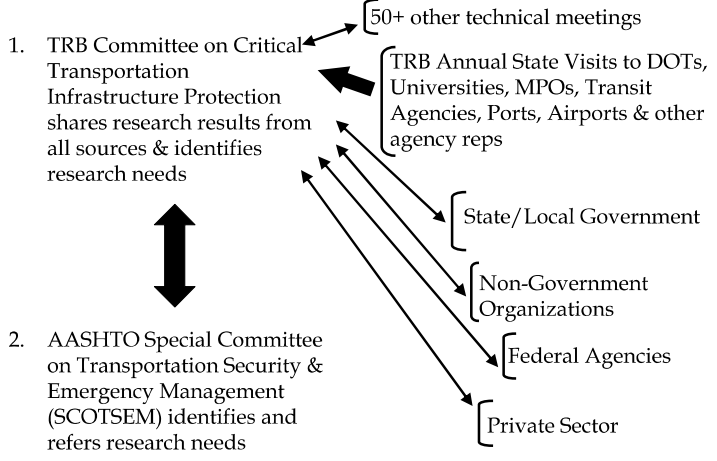 50+ other technical meetings
1. TRB Committee on Critical
Transportation
Infrastructure Protection
shares research results from
all sources & identifies
research needs
TRB Annual State Visits to DOTs,
Universities, MPOs, Transit
Agencies, Ports, Airports & other
agency reps
State/Local Government
Non-Government
Organizations
Federal Agencies
Private Sector
2. AASHTO Special Committee
on Transportation Security &
Emergency Management
(SCOTSEM) identifies and
refers research needs